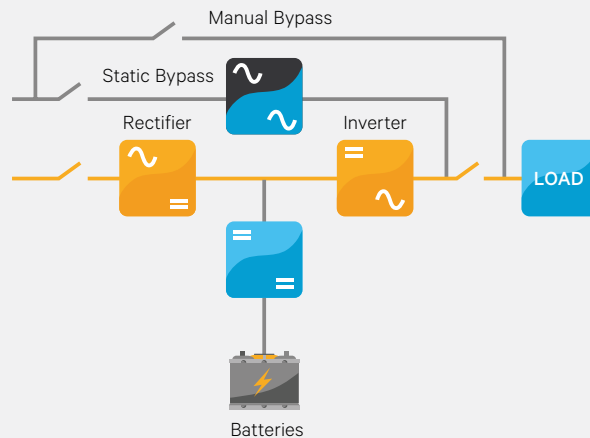 Manual Bypass
Static Bypass
Rectifier
Inverter
LOAD
Batteries